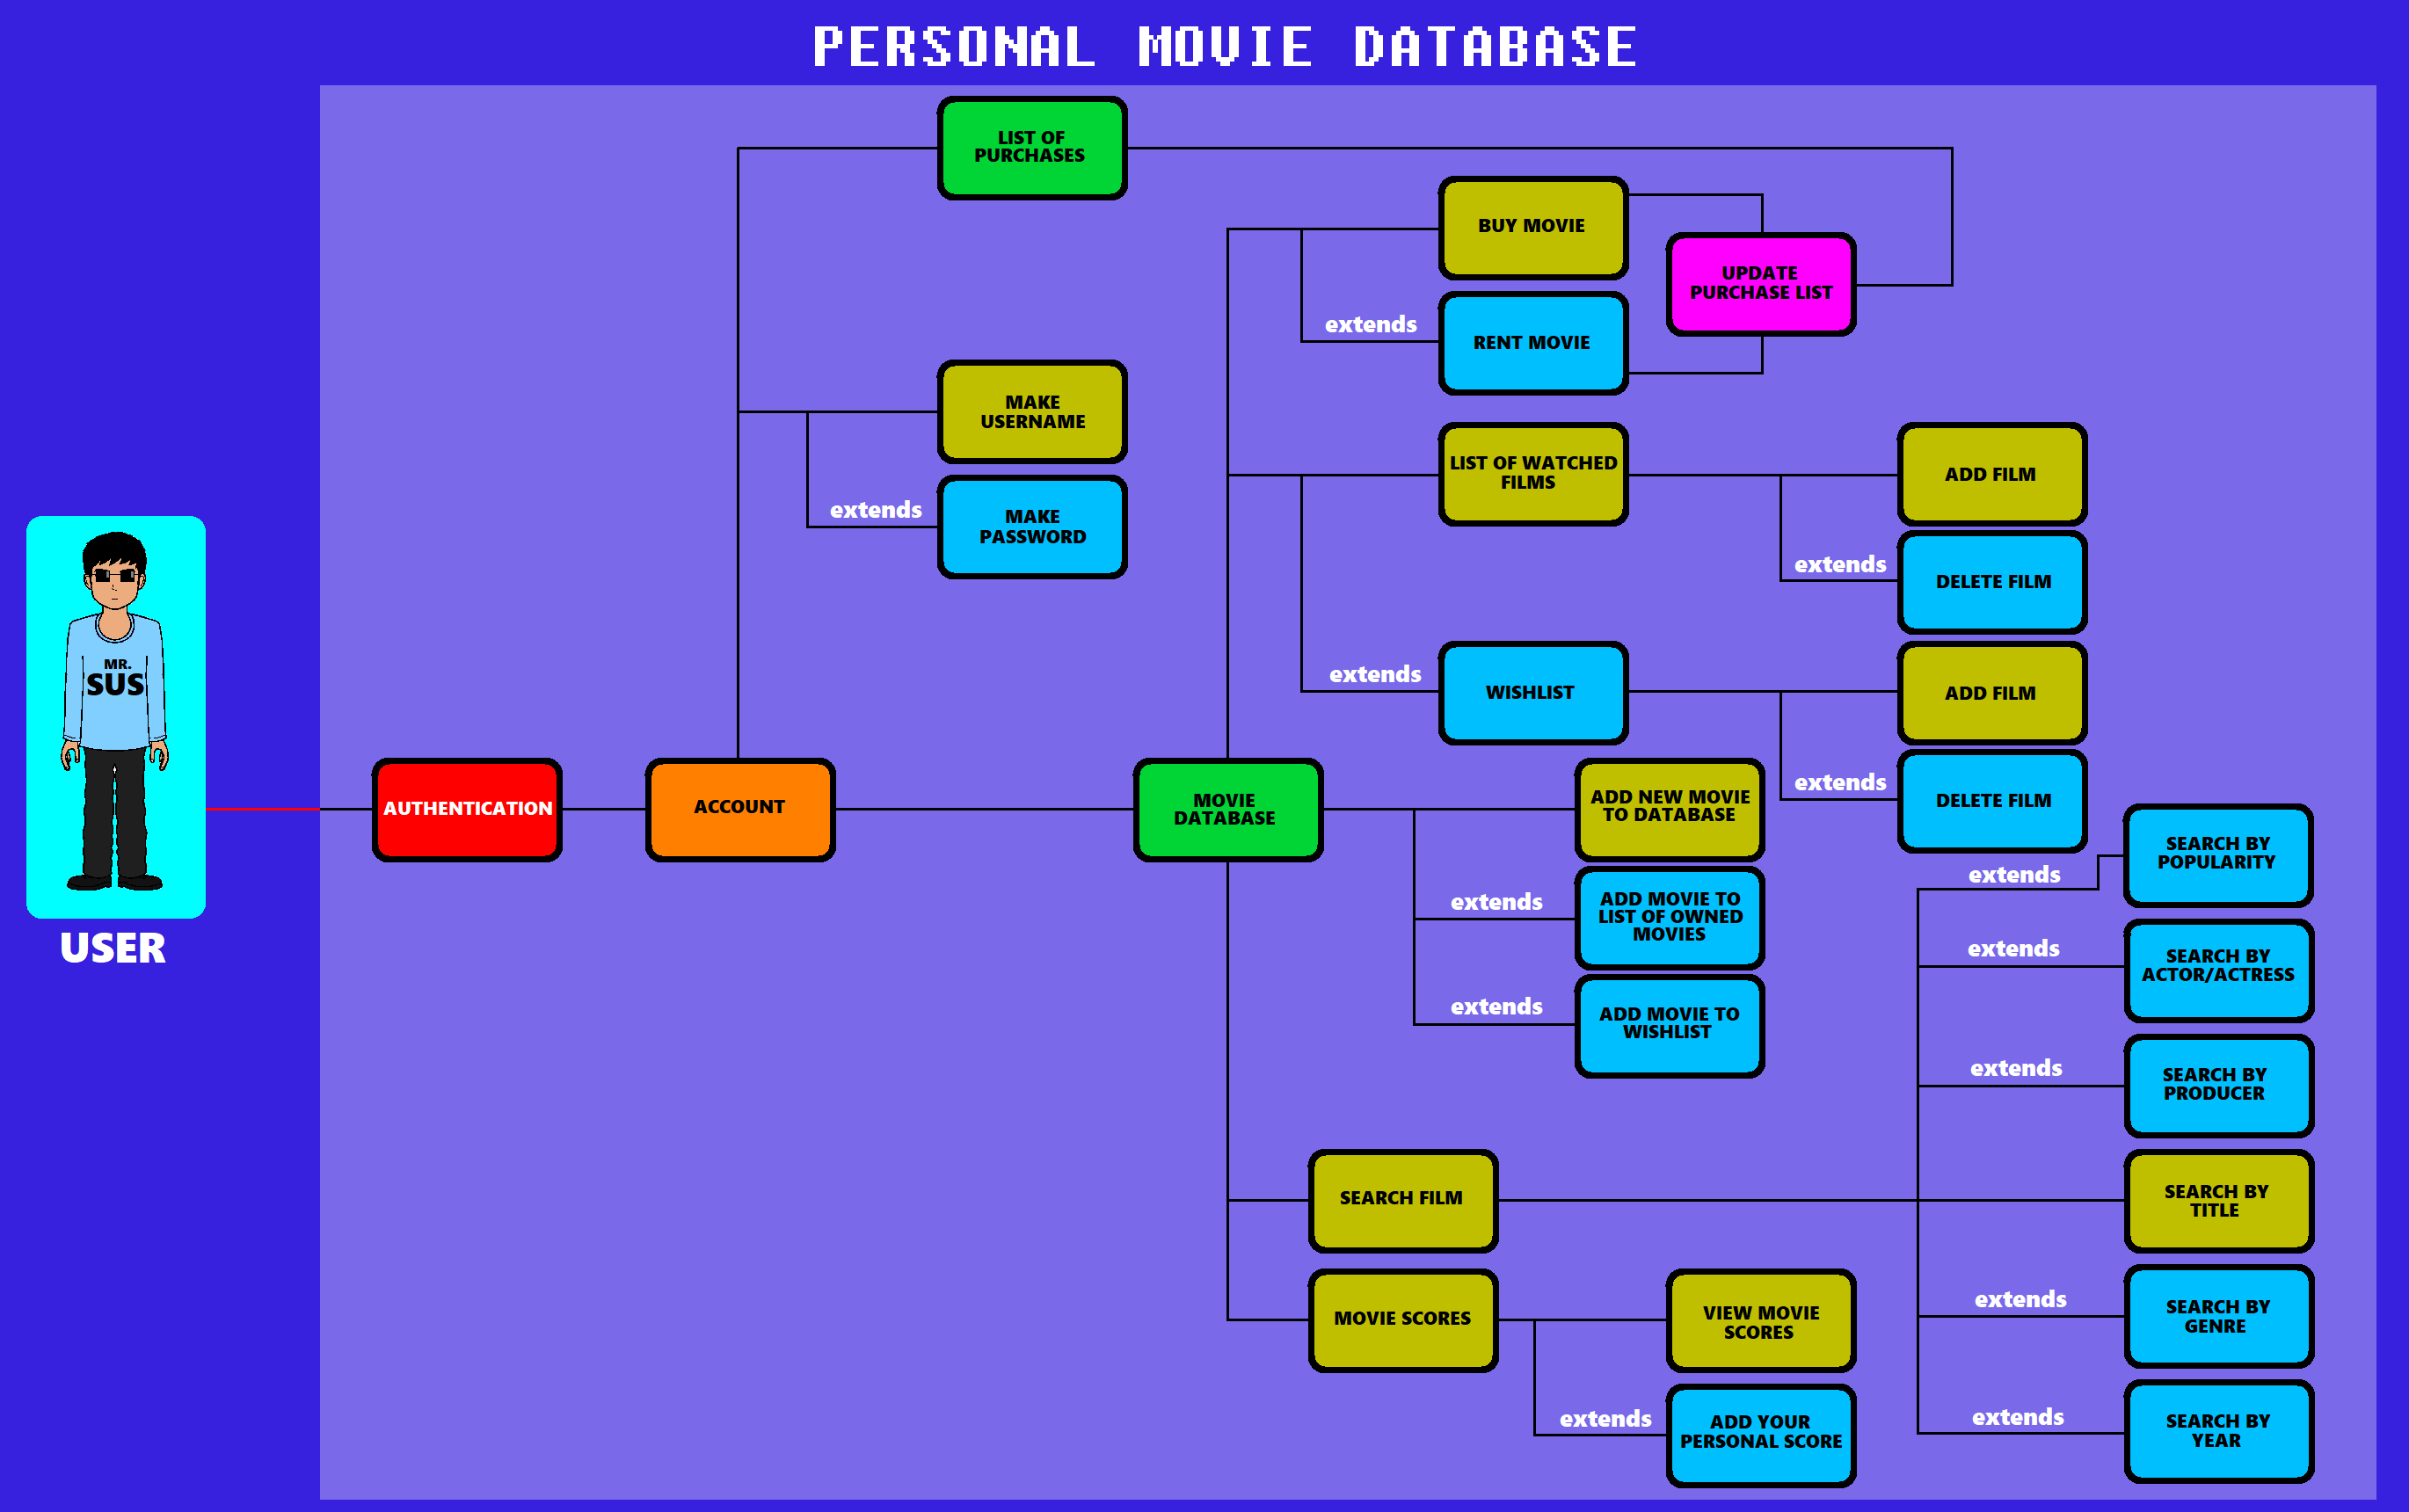 PERSONAL MOVIE DATABASE
LIST OF
PURCHASES
BUY MOVIE
UPDATE
PURCHASE LIST
extends
RENT MOVIE
MAKE
USERNAME
LIST OF WATCHED
FILMS
ADD FILM
extends
MAKE
PASSWORD
extends
DELETE FILM
MR.
SUS
extends
WISHLIST
ADD FILM
extends
DELETE FILM
USER
AUTHENTICATION
ACCOUNT
MOVIE
DATABASE
ADD NEW MOVIE
TO DATABASE
extends
ADD MOVIE TO
LIST OF OWNED
MOVIES
extends
ADD MOVIE TO
WISHLIST
extends
SEARCH BY
POPULARITY
extends
SEARCH BY
ACTOR/ACTRESS
extends
SEARCH BY
PRODUCER
SEARCH FILM
SEARCH BY
TITLE
extends
SEARCH BY
GENRE
MOVIE SCORES
VIEW MOVIE
SCORES
extends
ADD YOUR
PERSONAL SCORE
extends
SEARCH BY
YEAR